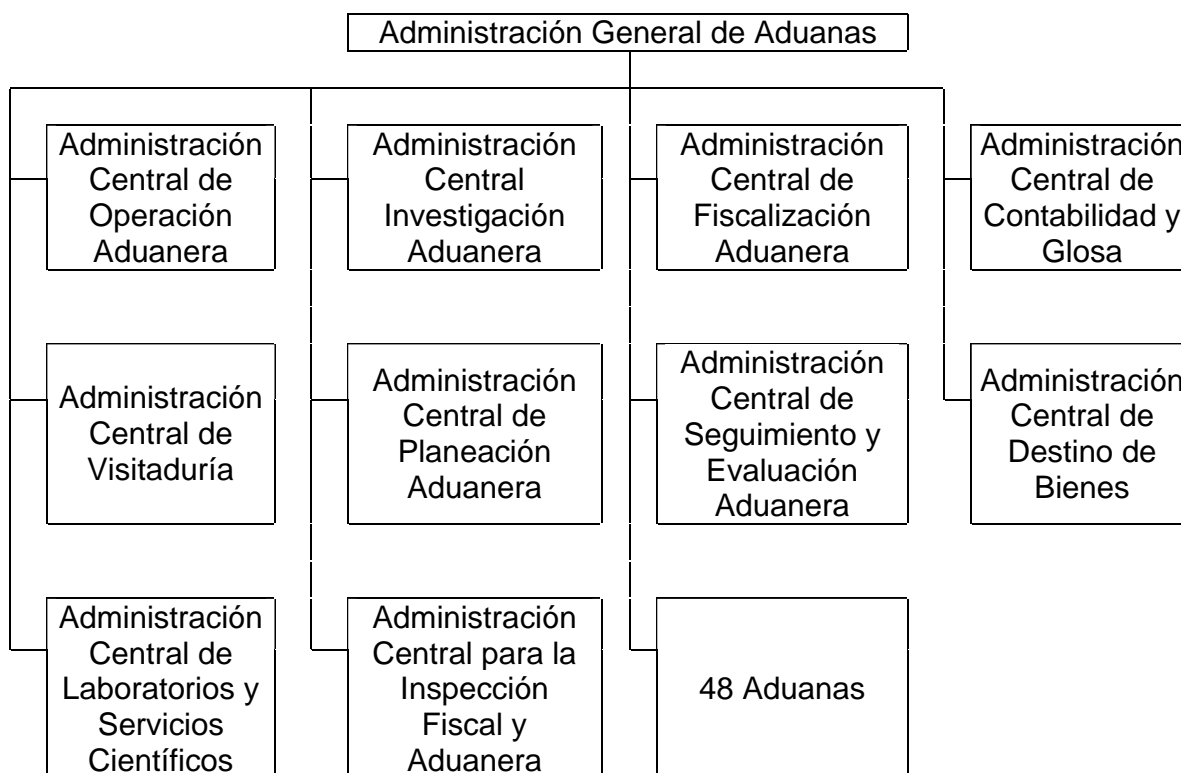 Administración General de Aduanas
Administración
Central de
Operación
Aduanera
Administración
Central
Investigación
Aduanera
Administración
Central de
Fiscalización
Aduanera
Administración
Central de
Contabilidad y
Glosa
Administración
Central de
Visitaduría
Administración
Central de
Planeación
Aduanera
Administración
Central de
Seguimiento y
Evaluación
Aduanera
Administración
Central de
Destino de
Bienes
Administración
Central de
Laboratorios y
Servicios
Científicos
Administración
Central para la
Inspección
Fiscal y
Aduanera
48 Aduanas